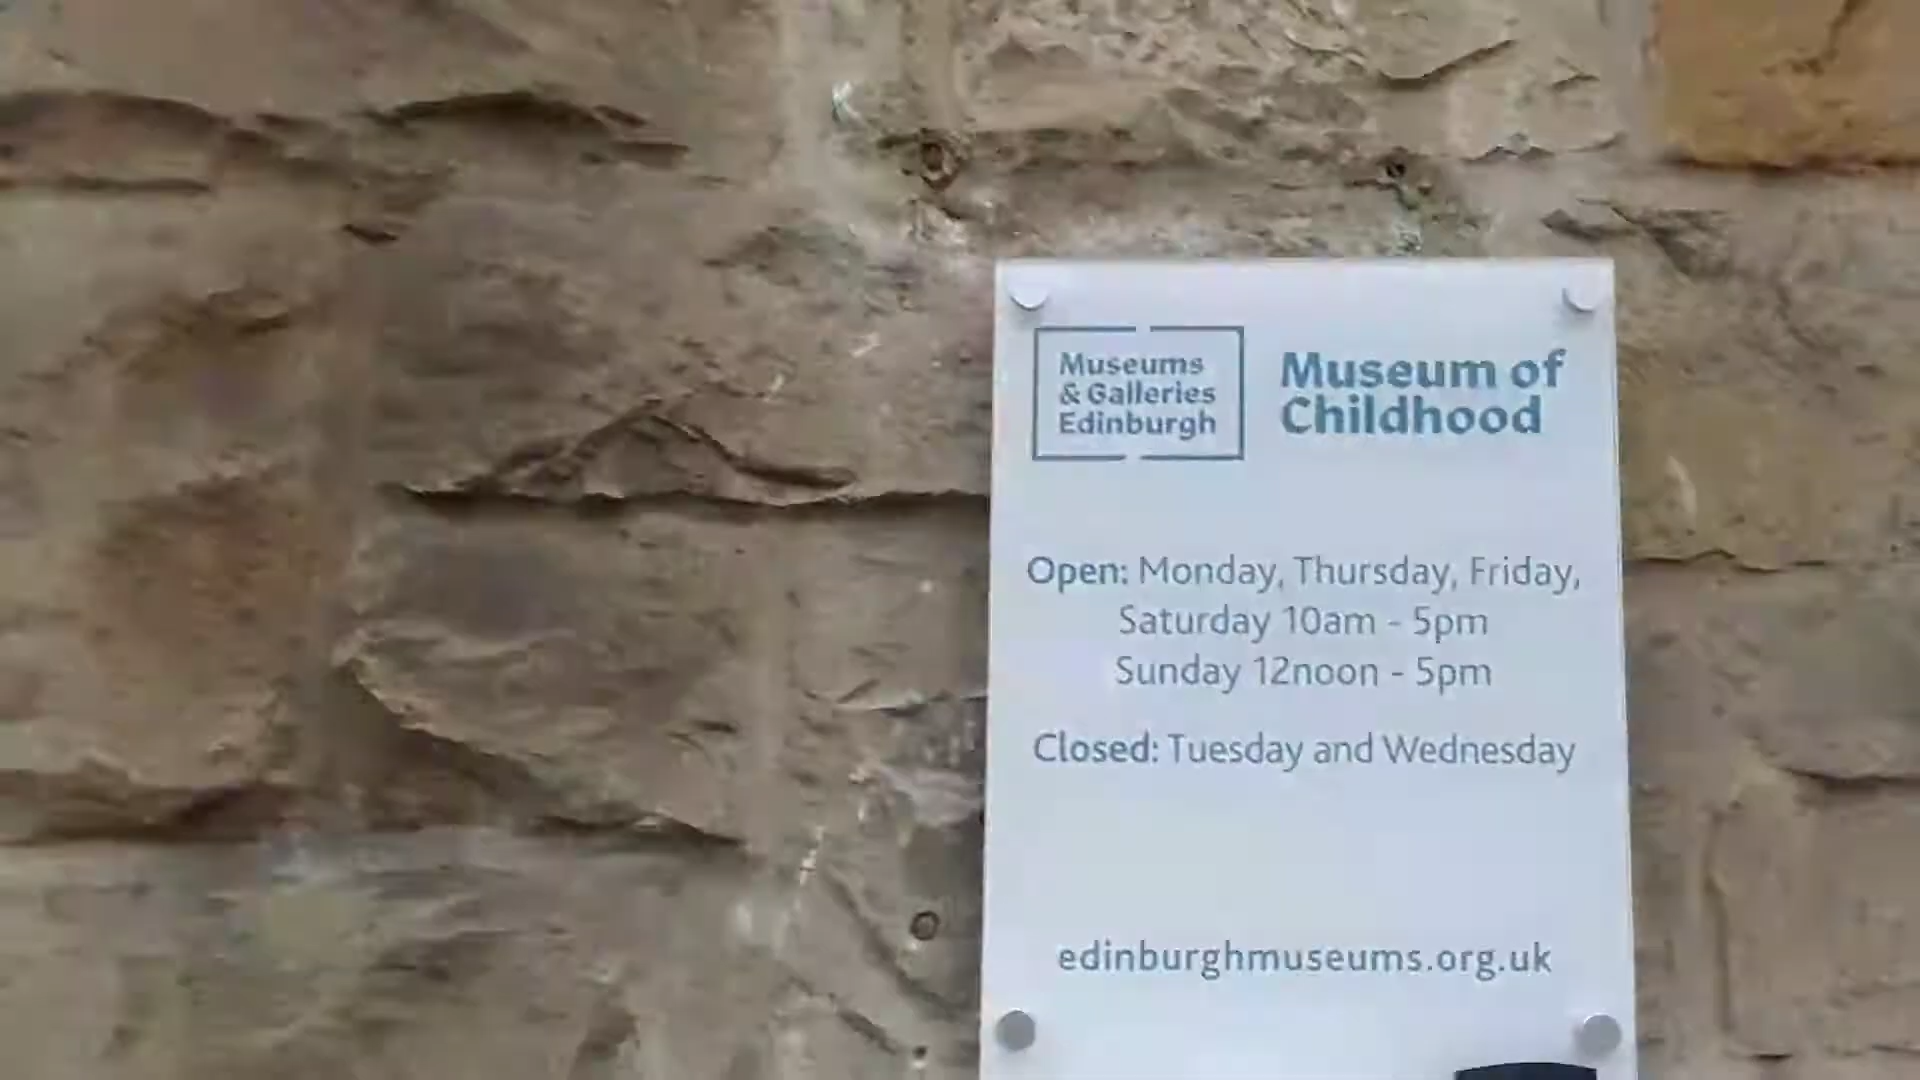 Museums
& Galleries
Edinburgh
Museum of
Childhood
Open: Monday, Thursday, Friday,
Saturday 10am - 5pm
Sunday 12noon - 5pm
Closed: Tuesday and Wednesday
edinburghmuseums.org.uk